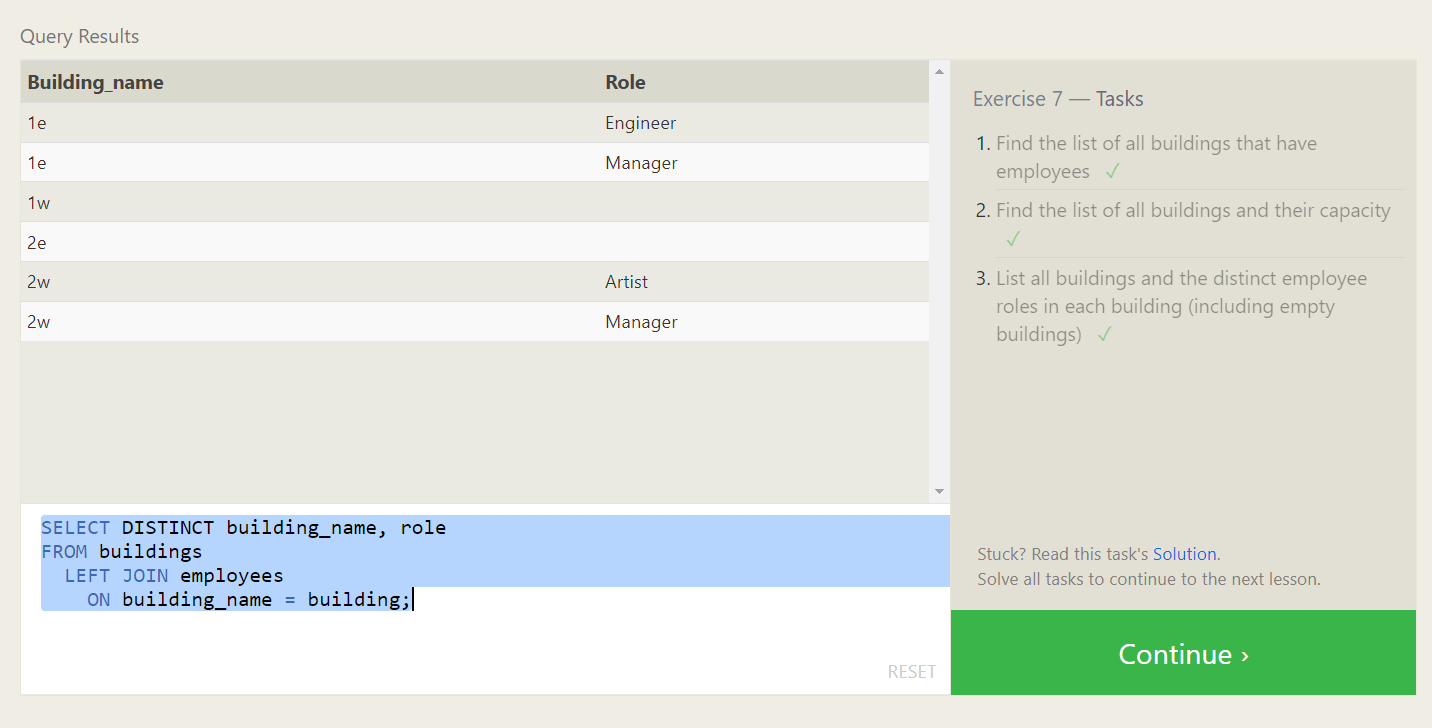 Query Results
Building_name Role
1e Engineer
1e Manager
1w
2e
2w Artist
2w Manager
SELECT DISTINCT building_name, role
FROM buildings
LEFT JOIN employees
ON building_name = building;
RESET
Exercise 7 — Tasks
1. Find the list of all buildings that have
employees ✓
2. Find the list of all buildings and their capacity
✓
3. List all buildings and the distinct employee
roles in each building (including empty
buildings) ✓
Stuck? Read this task's Solution.
Solve all tasks to continue to the next lesson.
Continue ›